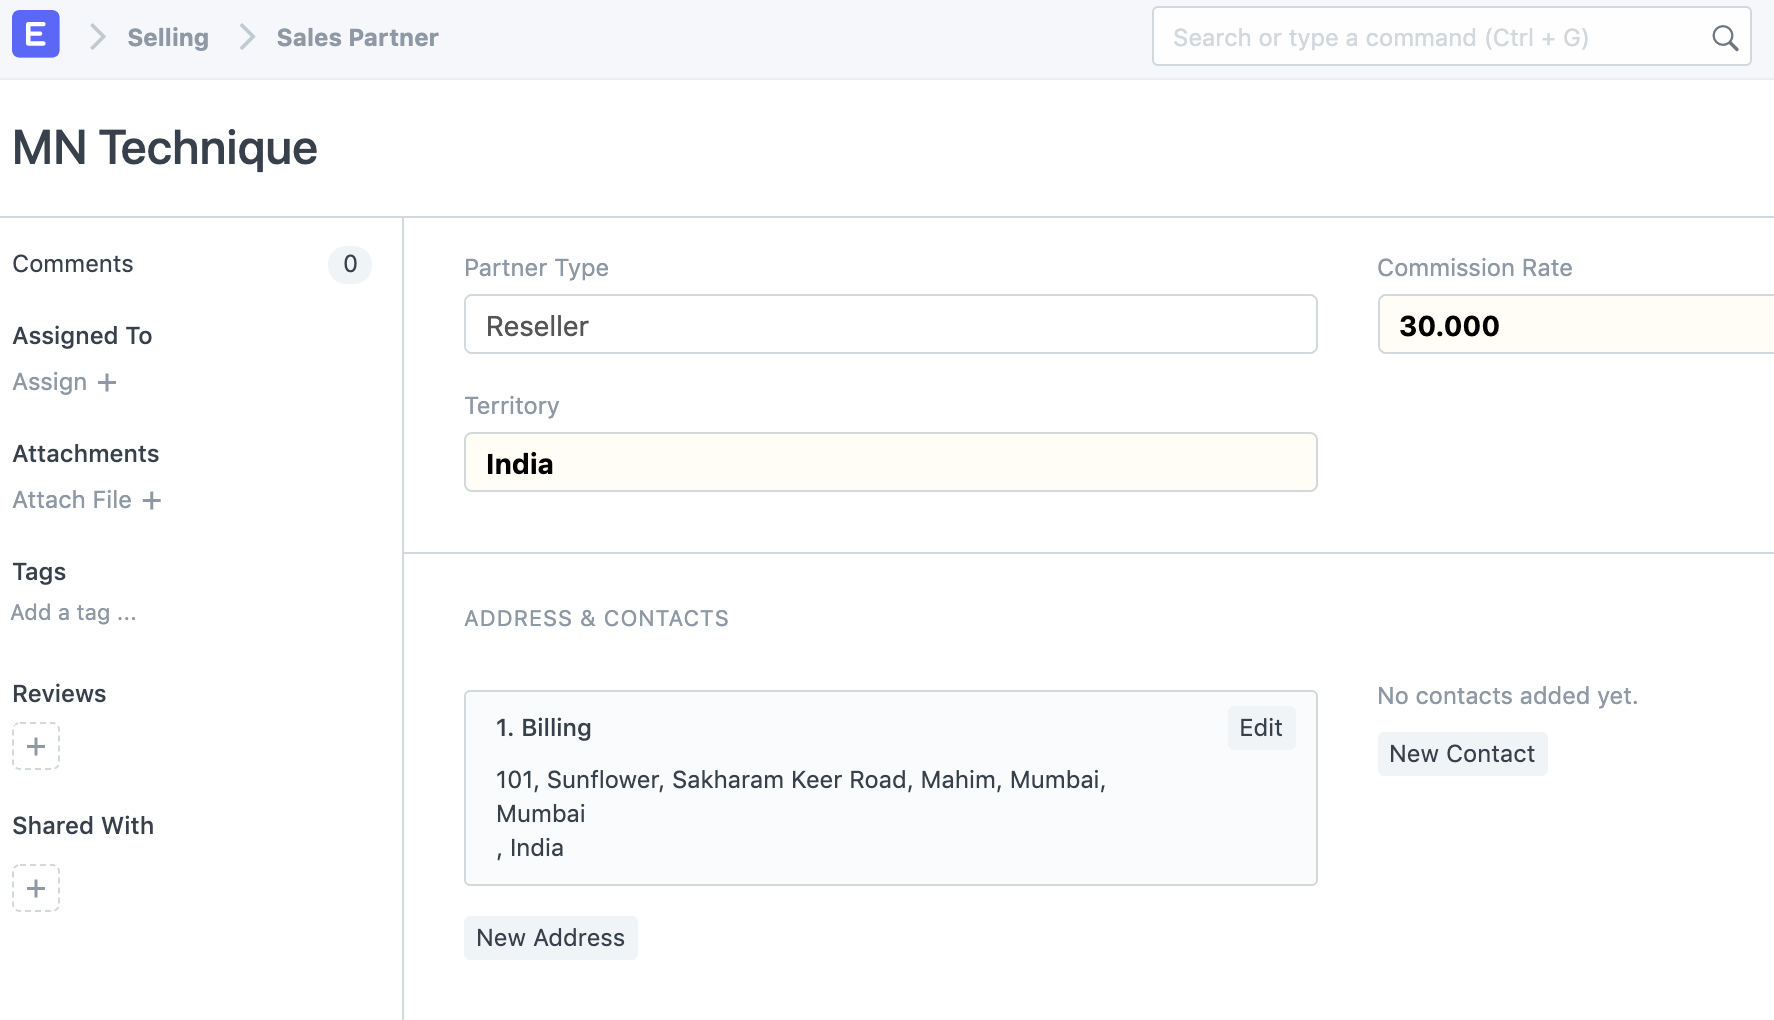 E
Selling
Sales Partner
Search or type a command (Ctrl + G)
MN Technique
Comments
0
Assigned To
Assign +
Attachments
Attach File +
Tags
Add a tag ...
Reviews
+
Shared With
+
Partner Type
Reseller
Commission Rate
30.000
Territory
India
ADDRESS & CONTACTS
1. Billing
Edit
101, Sunflower, Sakharam Keer Road, Mahim, Mumbai,
Mumbai
, India
New Address
No contacts added yet.
New Contact